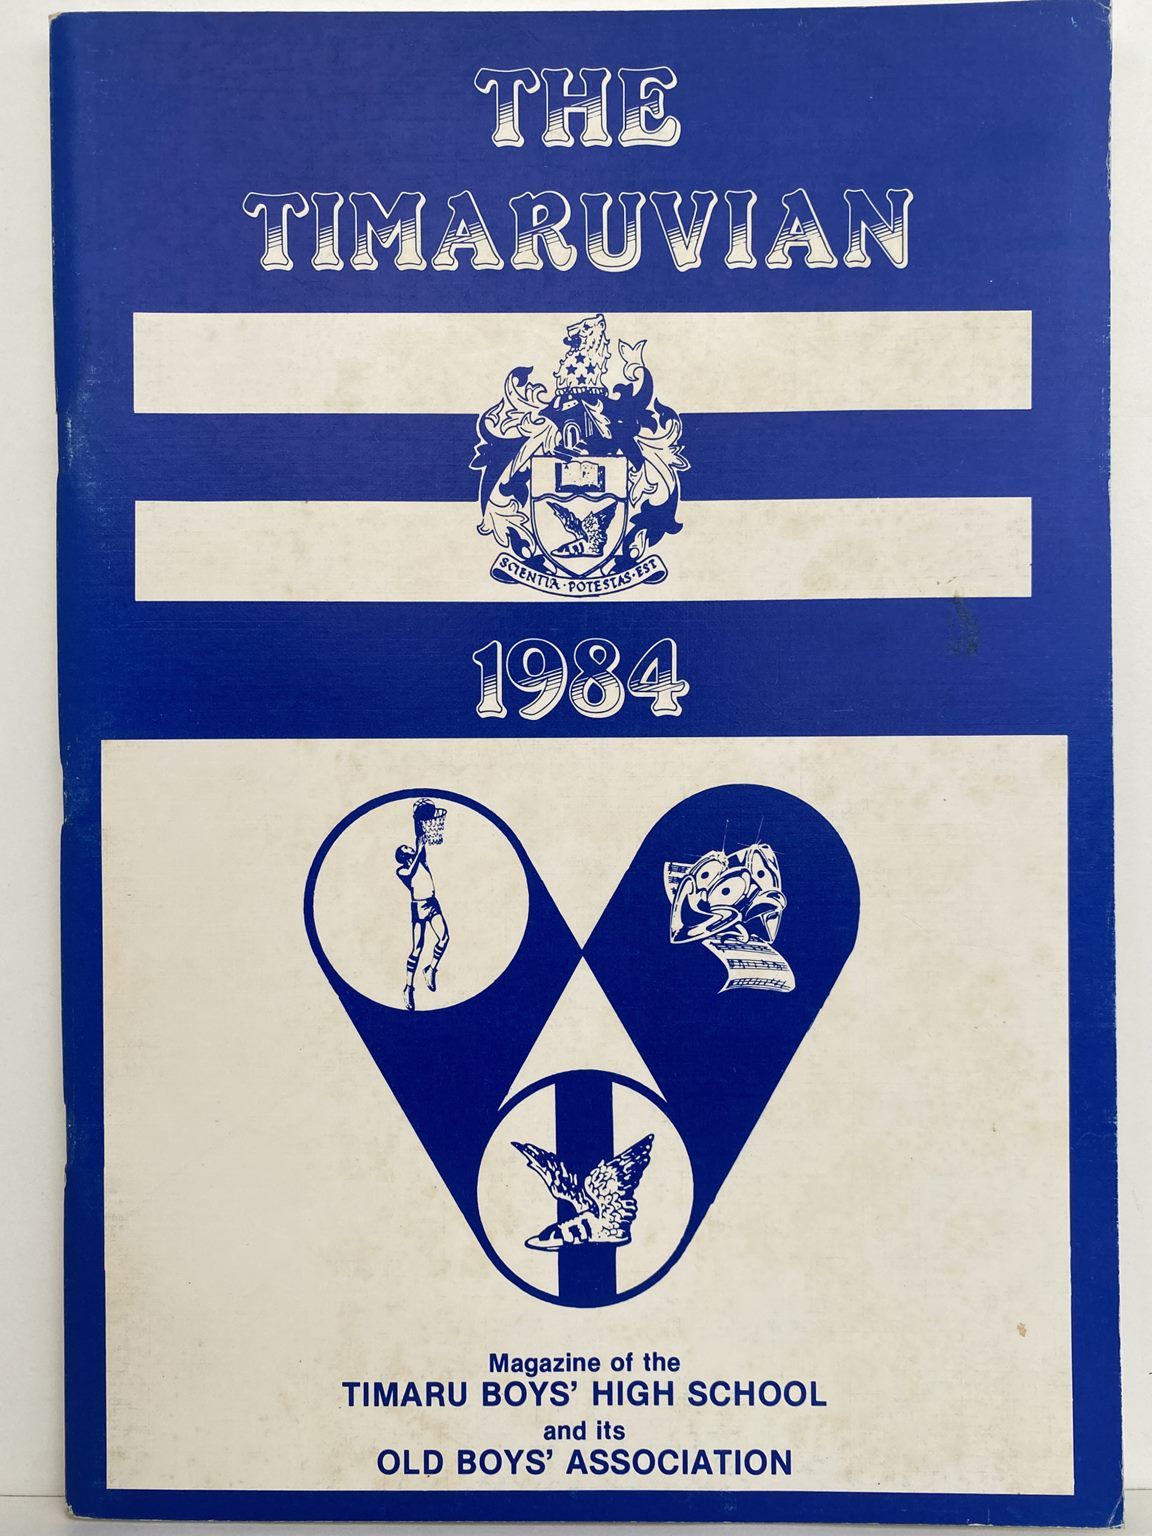 THE
TIMARUVIAN
SCIENTIA · POTESTAS · EST
1984
Magazine of the
TIMARU BOYS' HIGH SCHOOL
and its
OLD BOYS' ASSOCIATION